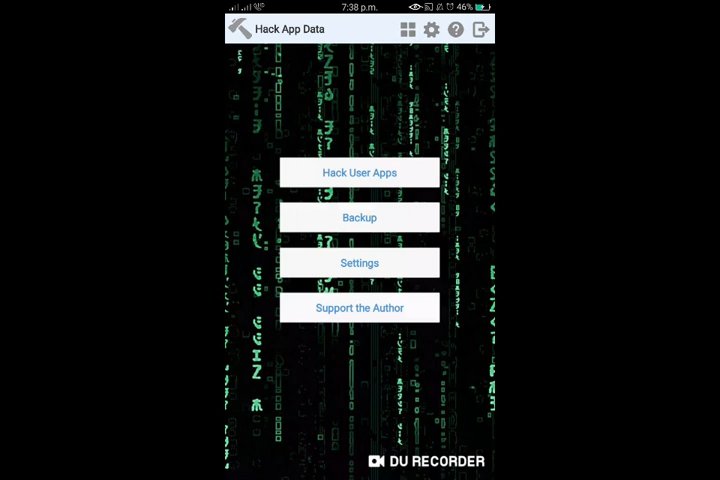 7:38 p.m.
46%
Hack App Data
Hack User Apps
Backup
Settings
Support the Author
DU RECORDER